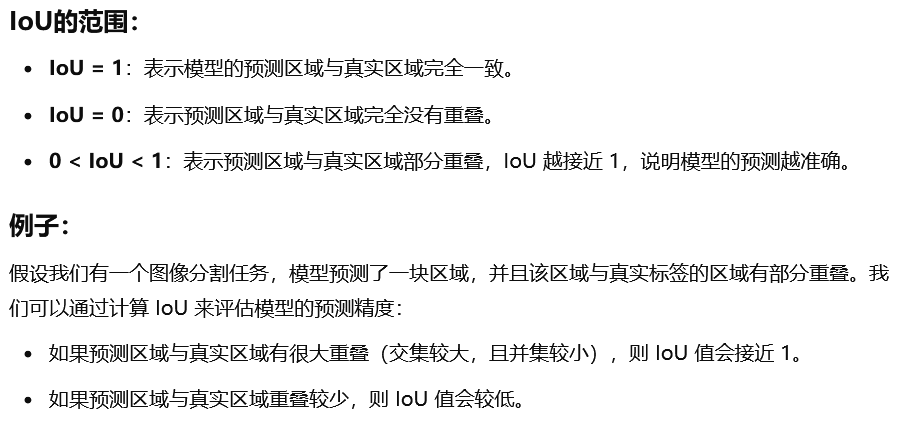 IoU的范围：
• IoU = 1：表示模型的预测区域与真实区域完全一致。
• IoU = 0：表示预测区域与真实区域完全没有重叠。
• 0 < IoU < 1：表示预测区域与真实区域部分重叠，IoU 越接近 1，说明模型的预测越准确。
例子：
假设我们有一个图像分割任务，模型预测了一块区域，并且该区域与真实标签的区域有部分重叠。我
们可以通过计算 IoU 来评估模型的预测精度：
• 如果预测区域与真实区域有很大重叠（交集较大，且并集较小），则 IoU 值会接近 1。
• 如果预测区域与真实区域重叠较少，则 IoU 值会较低。